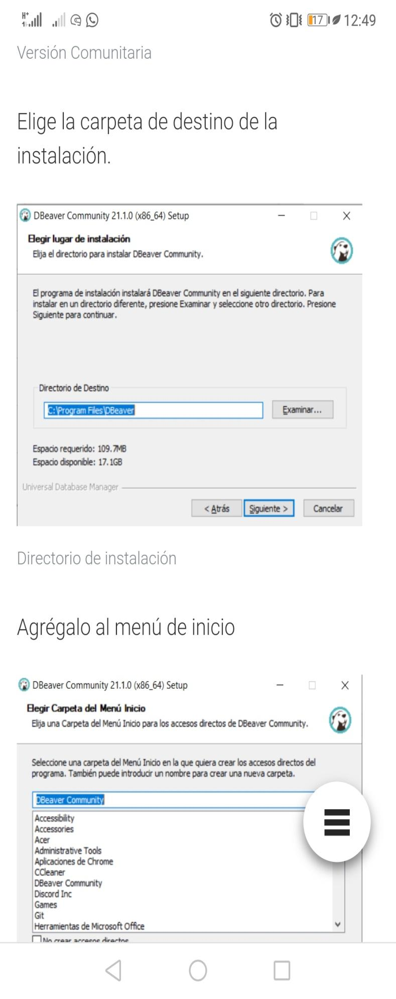 H+
17
12:49
Versión Comunitaria
Elige la carpeta de destino de la
instalación.
DBeaver Community 21.1.0 (x86_64) Setup
Elegir lugar de instalación
Elija el directorio para instalar DBeaver Community.
El programa de instalación instalará DBeaver Community en el siguiente directorio. Para
instalar en un directorio diferente, presione Examinar y seleccione otro directorio. Presione
Siguiente para continuar.
Directorio de Destino
C:\Program Files\DBeaver
Examinar...
Espacio requerido: 109.7MB
Espacio disponible: 17.1GB
Universal Database Manager
< Atrás
Siguiente >
Cancelar
Directorio de instalación
Agrégalo al menú de inicio
DBeaver Community 21.1.0 (x86_64) Setup
Elegir Carpeta del Menú Inicio
Elija una Carpeta del Menú Inicio para los accesos directos de DBeaver Community.
Seleccione una carpeta del Menú Inicio en la que quiera crear los accesos directos del
programa. También puede introducir un nombre para crear una nueva carpeta.
DBeaver Community
Accessibility
Accessories
Acer
Administrative Tools
Aplicaciones de Chrome
CCleaner
DBeaver Community
Discord Inc
Games
Git
Herramientas de Microsoft Office
No crear accesos directos